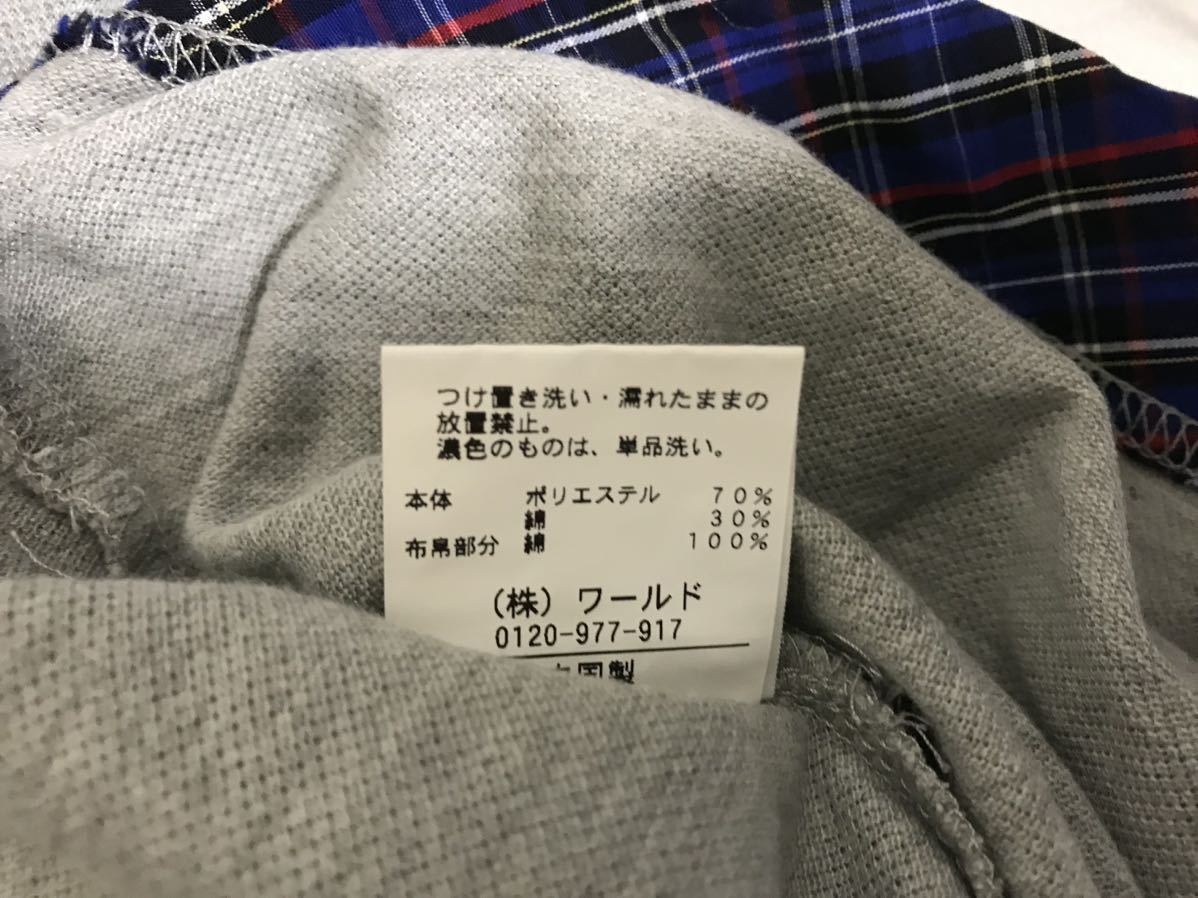 つけ置き洗い・濡れたままの
放置禁止。
濃色のものは、単品洗い。
本体 ポリエステル 70%
綿 30%
布帛部分 綿 100%
(株) ワールド
0120-977-917
国製